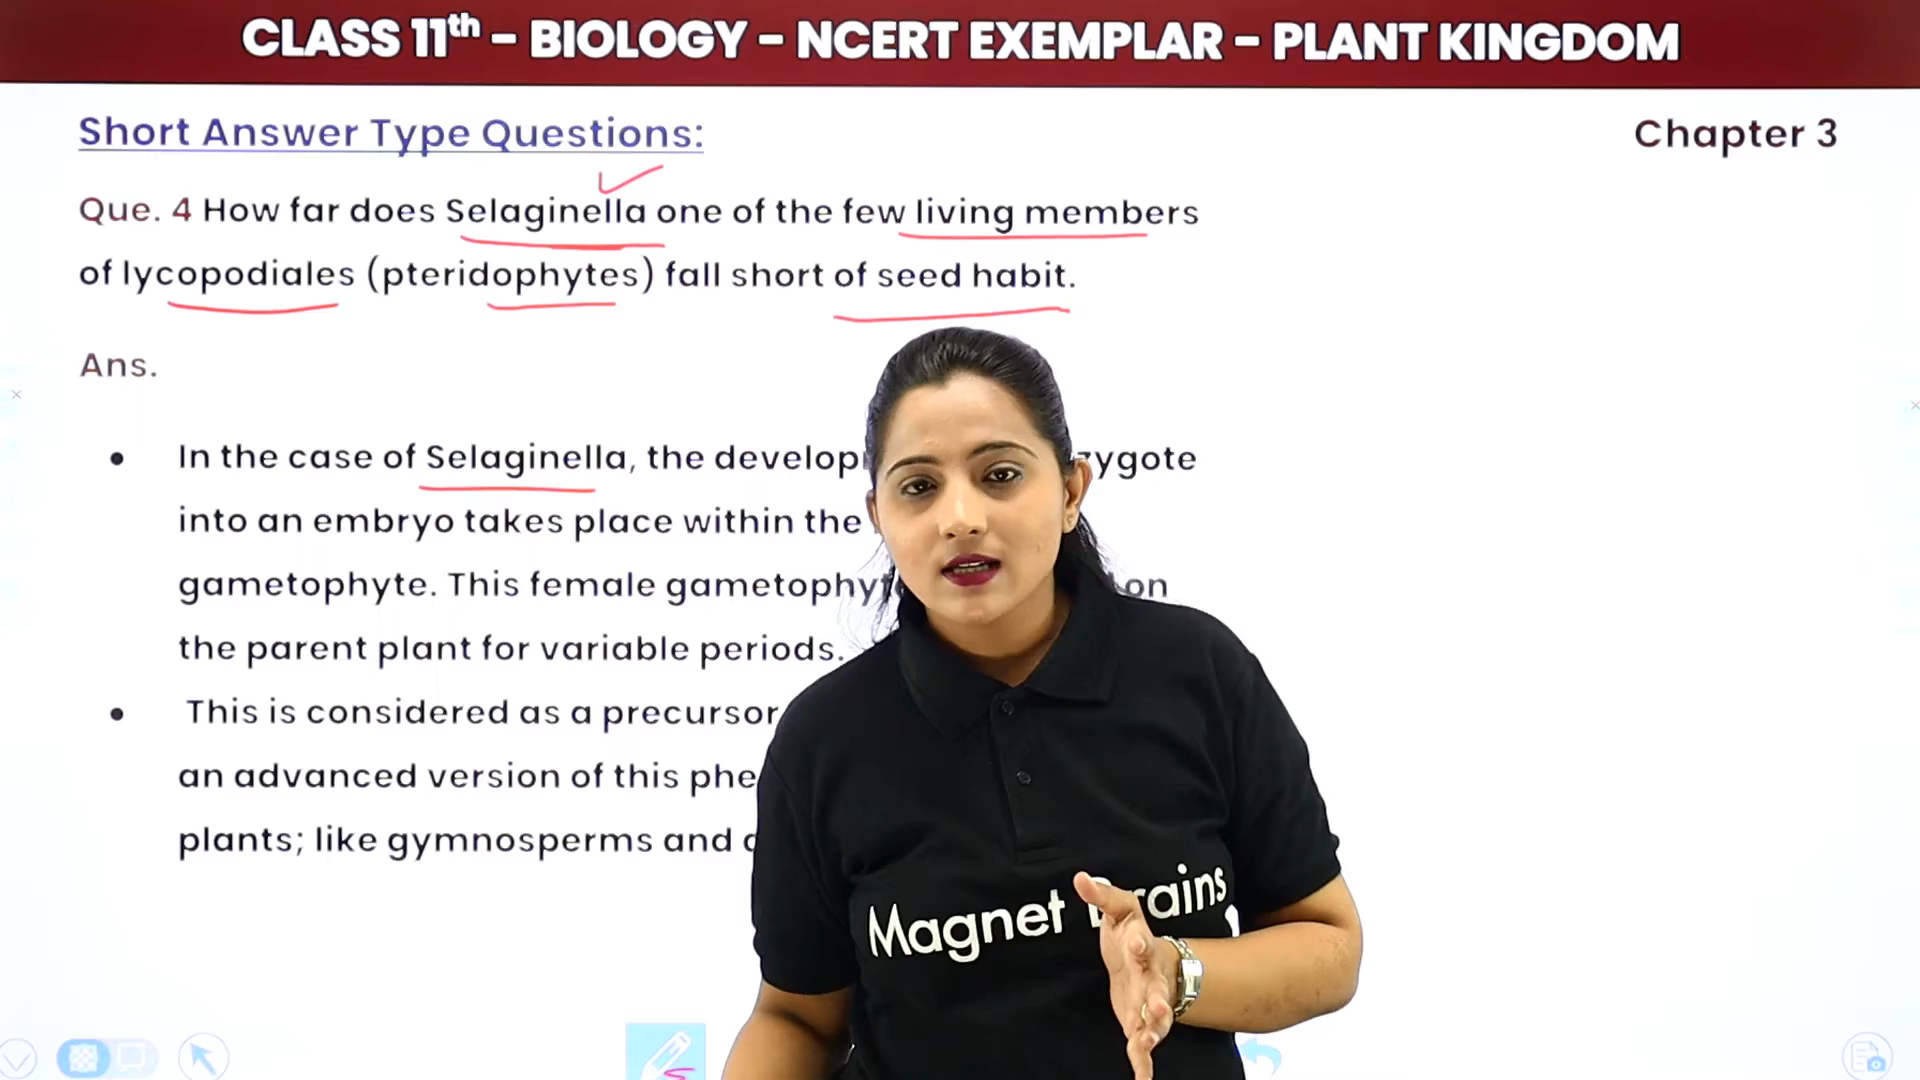 CLASS 11th - BIOLOGY - NCERT EXEMPLAR - PLANT KINGDOM
Short Answer Type Questions:
Chapter 3
Que. 4 How far does Selaginella one of the few living members
of lycopodiales (pteridophytes) fall short of seed habit.
Ans.
• In the case of Selaginella, the develop zygote
into an embryo takes place within the
gametophyte. This female gametophyte on
the parent plant for variable periods.
• This is considered as a precursor
an advanced version of this phe
plants; like gymnosperms and
Magnet Brains